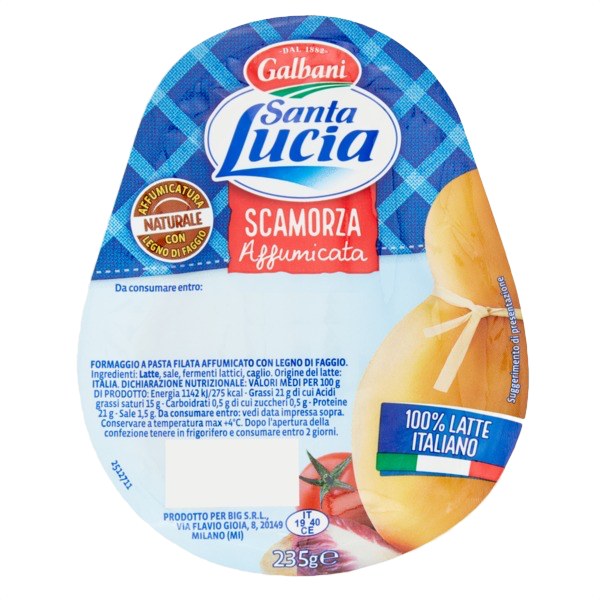 -DAL 1882-
Galbani
Santa
Lucia
SCAMORZA
Affumicata
AFFUMICATURA
NATURALE
CON
LEGNO DI FAGGIO
Da consumare entro:
Suggerimento di presentazione
FORMAGGIO A PASTA FILATA AFFUMICATO CON LEGNO DI FAGGIO.
Ingredienti: Latte, sale, fermenti lattici, caglio. Origine del latte:
ITALIA. DICHIARAZIONE NUTRIZIONALE: VALORI MEDI PER 100 g
DI PRODOTTO: Energia 1142 kJ/275 kcal - Grassi 21 g di cui Acidi
grassi saturi 15 g - Carboidrati 0,5 g di cui zuccheri 0,5 g - Proteine
21 g - Sale 1,5 g. Da consumare entro: vedi data impressa sopra.
Conservare a temperatura max +4°C. Dopo l'apertura della
confezione tenere in frigorifero e consumare entro 2 giorni.
100% LATTE
ITALIANO
2512711
PRODOTTO PER BIG S.R.L.,
VIA FLAVIO GIOIA, 8, 20149
MILANO (MI)
IT
19 40
CE
235g℮